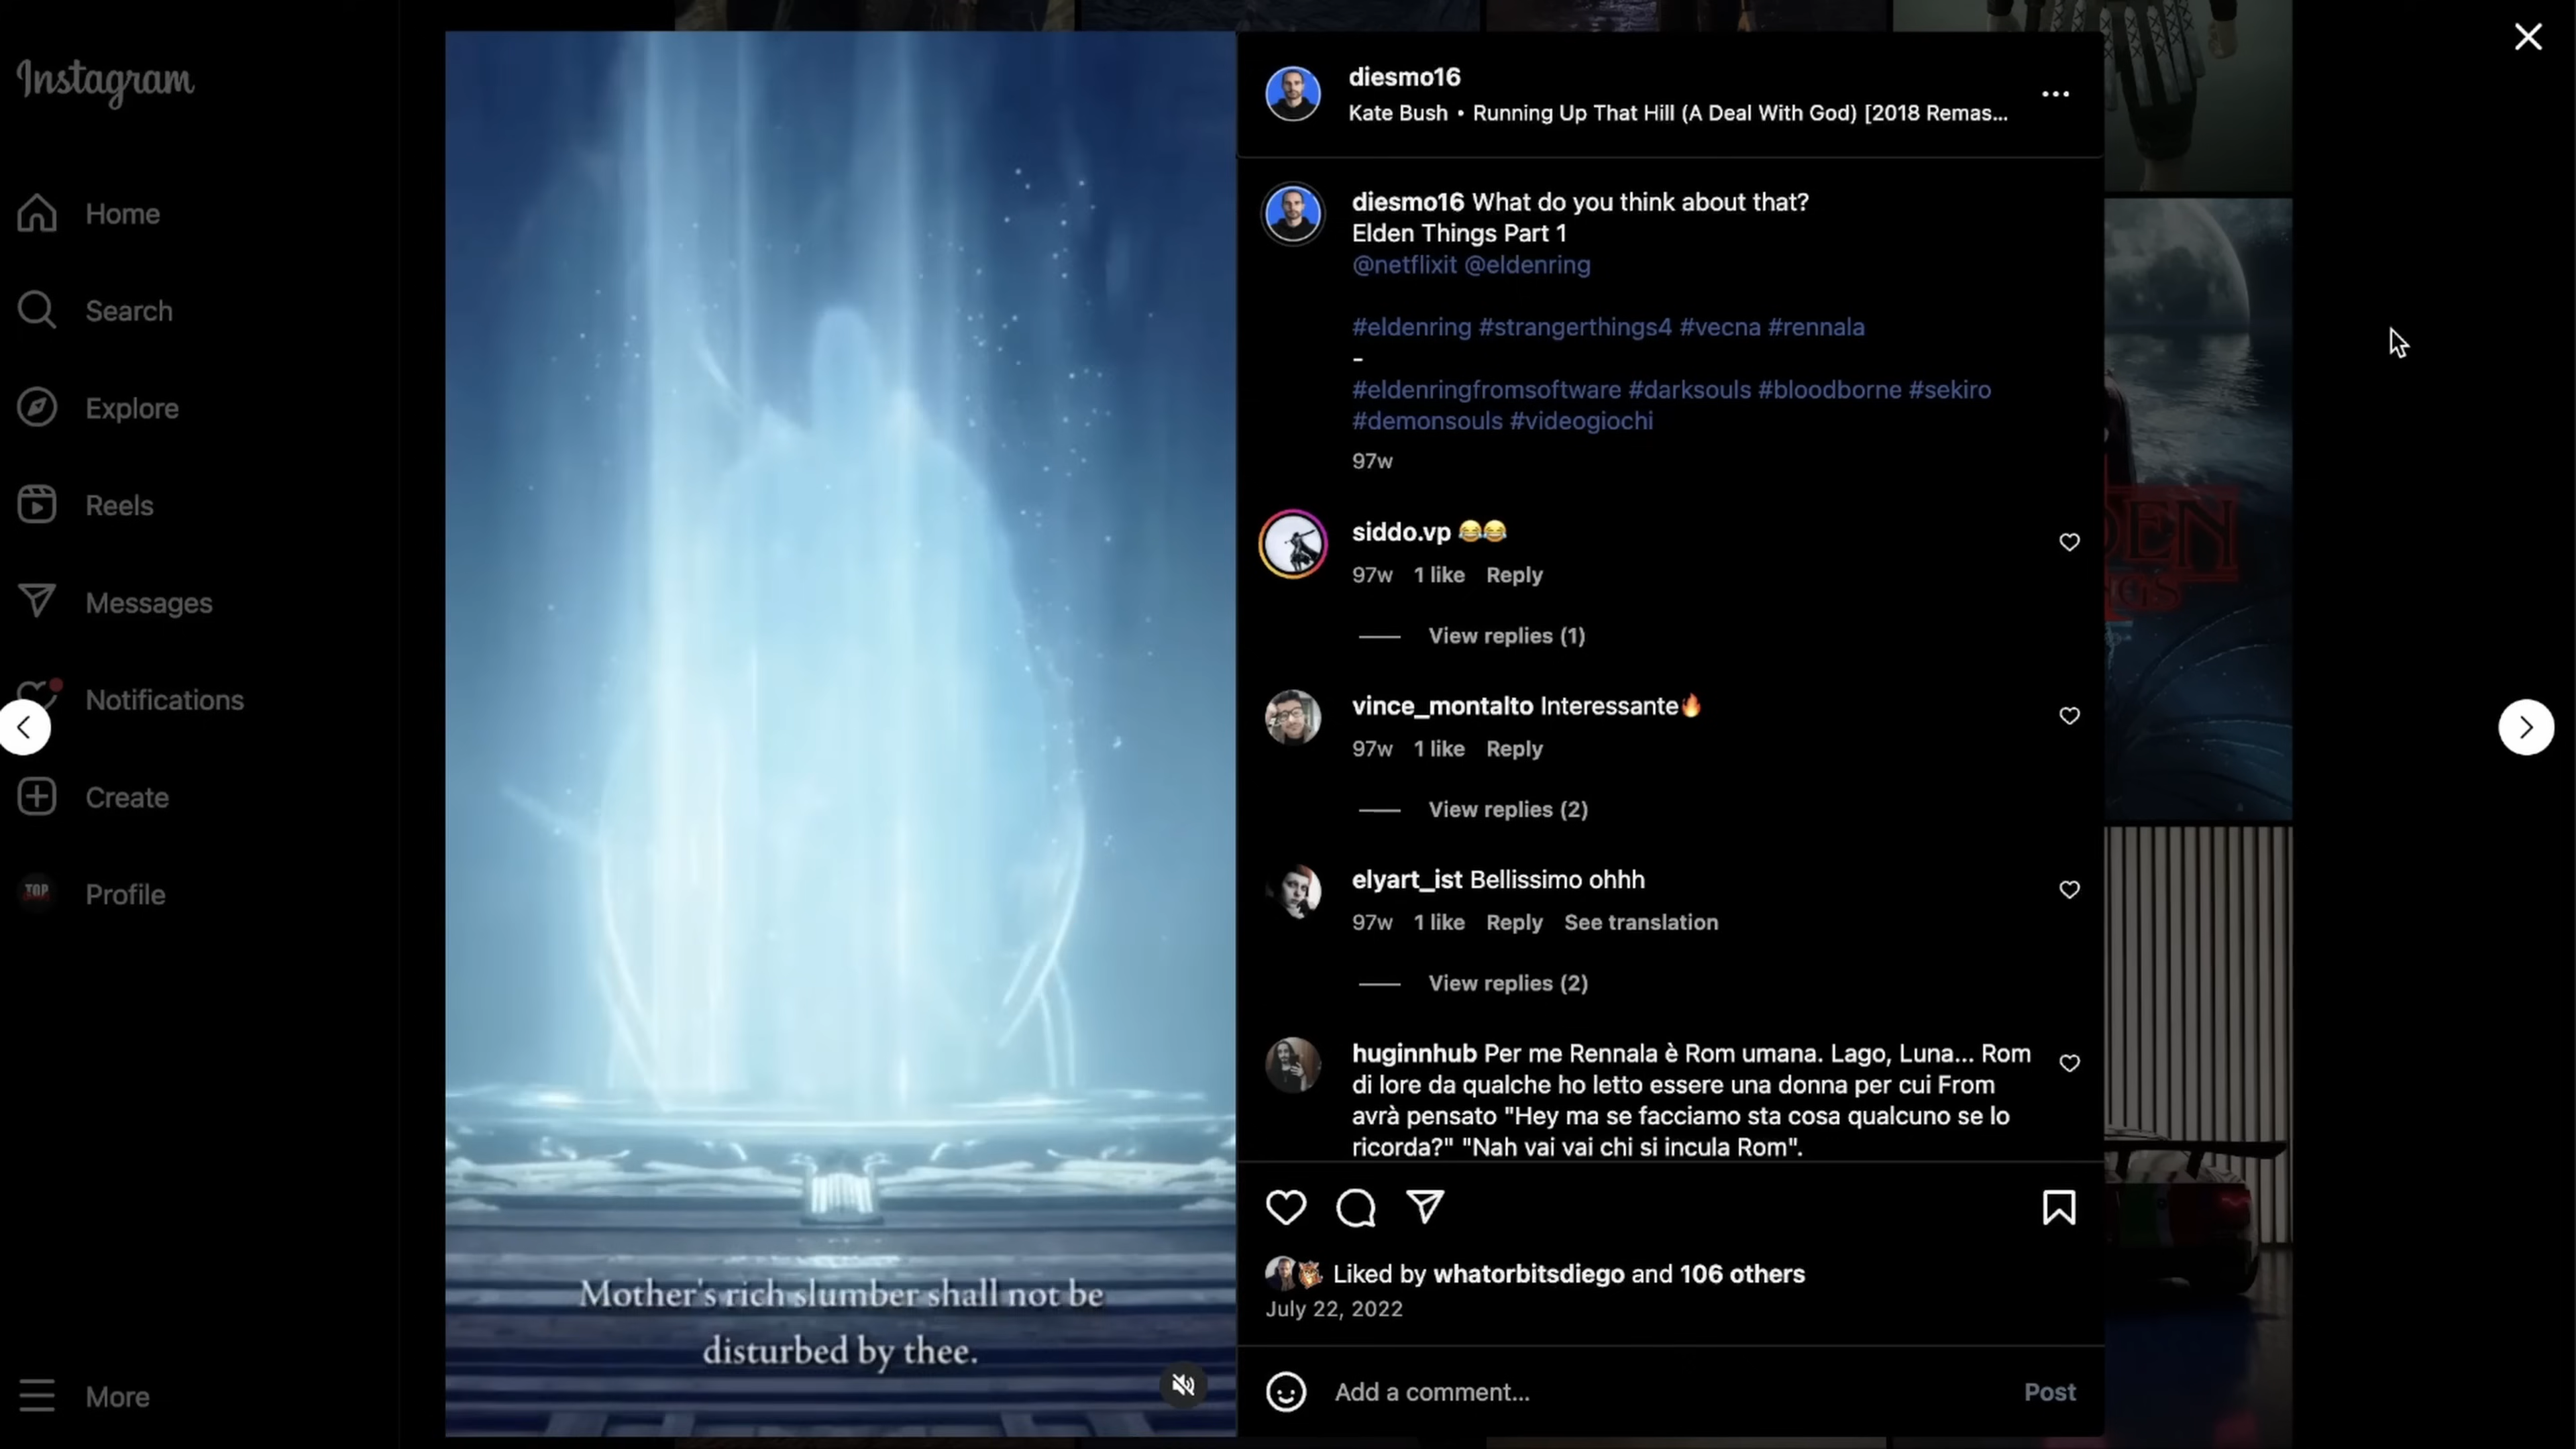 Instagram
Home
Search
Explore
Reels
Messages
Notifications
Create
TOP
Profile
More
Mother's rich slumber shall not be
disturbed by thee.
diesmo16
Kate Bush • Running Up That Hill (A Deal With God) [2018 Remas...
diesmo16 What do you think about that?
Elden Things Part 1
@netflixit @eldenring
#eldenring #strangerthings4 #vecna #rennala
-
#eldenringfromsoftware #darksouls #bloodborne #sekiro
#demonsouls #videogiochi
97w
siddo.vp 😂😂
97w 1 like Reply
View replies (1)
vince_montalto Interessante🔥
97w 1 like Reply
View replies (2)
elyart_ist Bellissimo ohhh
97w 1 like Reply See translation
View replies (2)
huginnhub Per me Rennala è Rom umana. Lago, Luna... Rom
di lore da qualche ho letto essere una donna per cui From
avrà pensato "Hey ma se facciamo sta cosa qualcuno se lo
ricorda?" "Nah vai vai chi si incula Rom".
Liked by whatorbitsdiego and 106 others
July 22, 2022
Add a comment...
Post